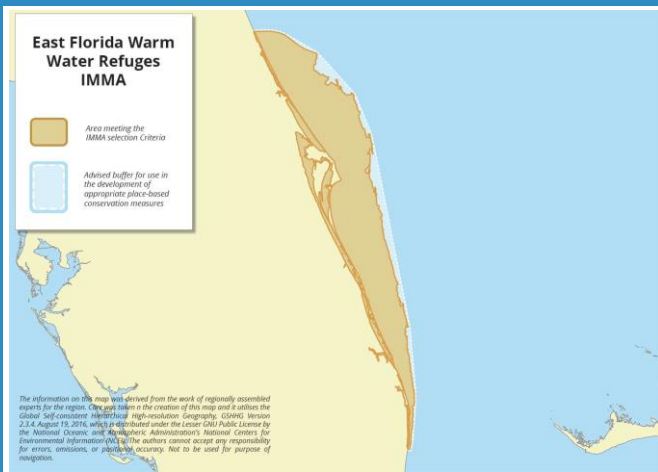 East Florida Warm
Water Refuges
IMMA
Area meeting the
IMMA selection Criteria
Advised buffer for use in
the development of
appropriate place-based
conservation measures
The information on this map was derived from the work of regionally assembled
experts for the region. Care was taken n the creation of this map and it utilises the
Global Self-consistent Hierarchical High-resolution Geography, GSHHG Version
2.3.4. August 19, 2016, which is distributed under the Lesser GNU Public License by
the National Oceanic and Atmospheric Administration's National Centers for
Environmental Information (NCEI). The authors cannot accept any responsibility
for errors, omissions, or positional accuracy. Not to be used for purpose of
navigation.